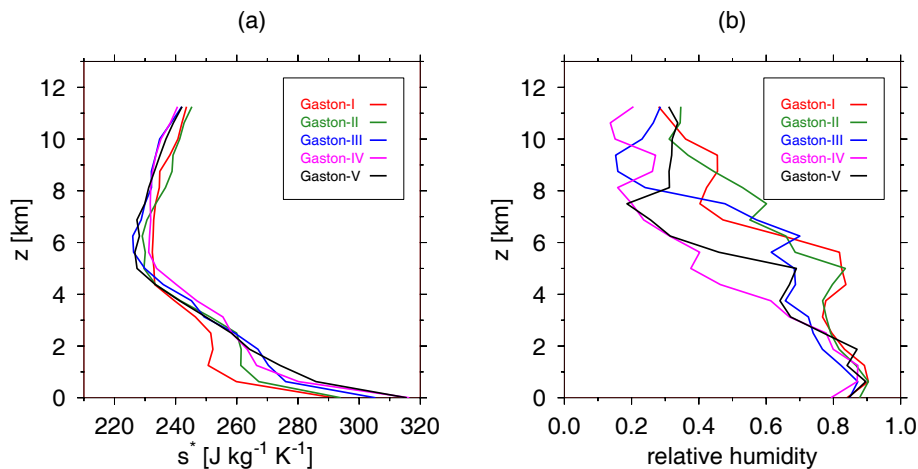 (a)
(b)
z [km]
12
10
8
6
4
2
0
Gaston-I
Gaston-II
Gaston-III
Gaston-IV
Gaston-V
220 240 260 280 300 320
s* [J kg⁻¹ K⁻¹]
z [km]
12
10
8
6
4
2
0
Gaston-I
Gaston-II
Gaston-III
Gaston-IV
Gaston-V
0.0 0.2 0.4 0.6 0.8 1.0
relative humidity